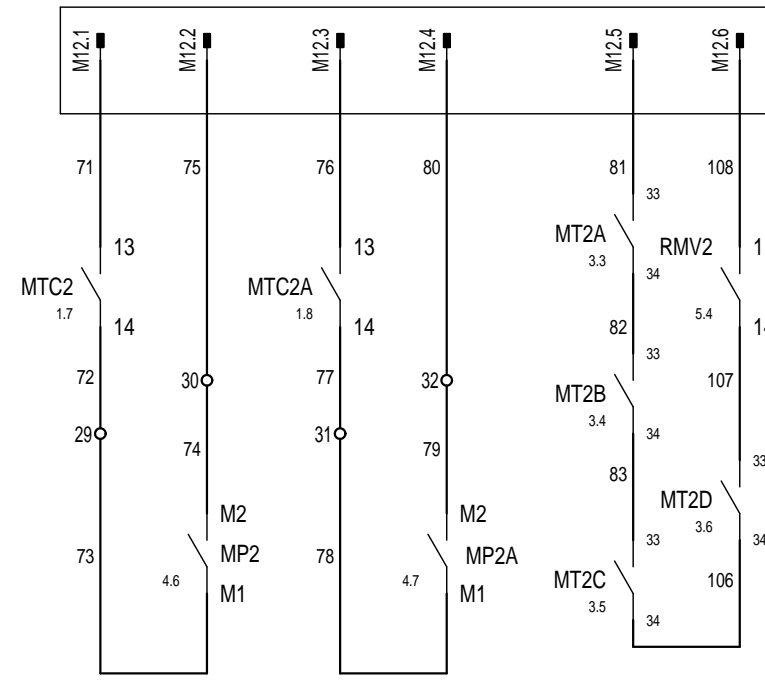 M12.1 M12.2 M12.3 M12.4 M12.5 M12.6
71 75 76 80 81 108
33
13 13 MT2A RMV2 1
MTC2 MTC2A 3.3 34 5.4
1.7 14 1.8 14 82 14
33
72 30 77 32 MT2B 107
29 74 31 79 3.4 34
83 33
M2 M2 MT2D
73 MP2 78 MP2A 33 3.6 34
4.6 M1 4.7 M1 MT2C 106
3.5 34